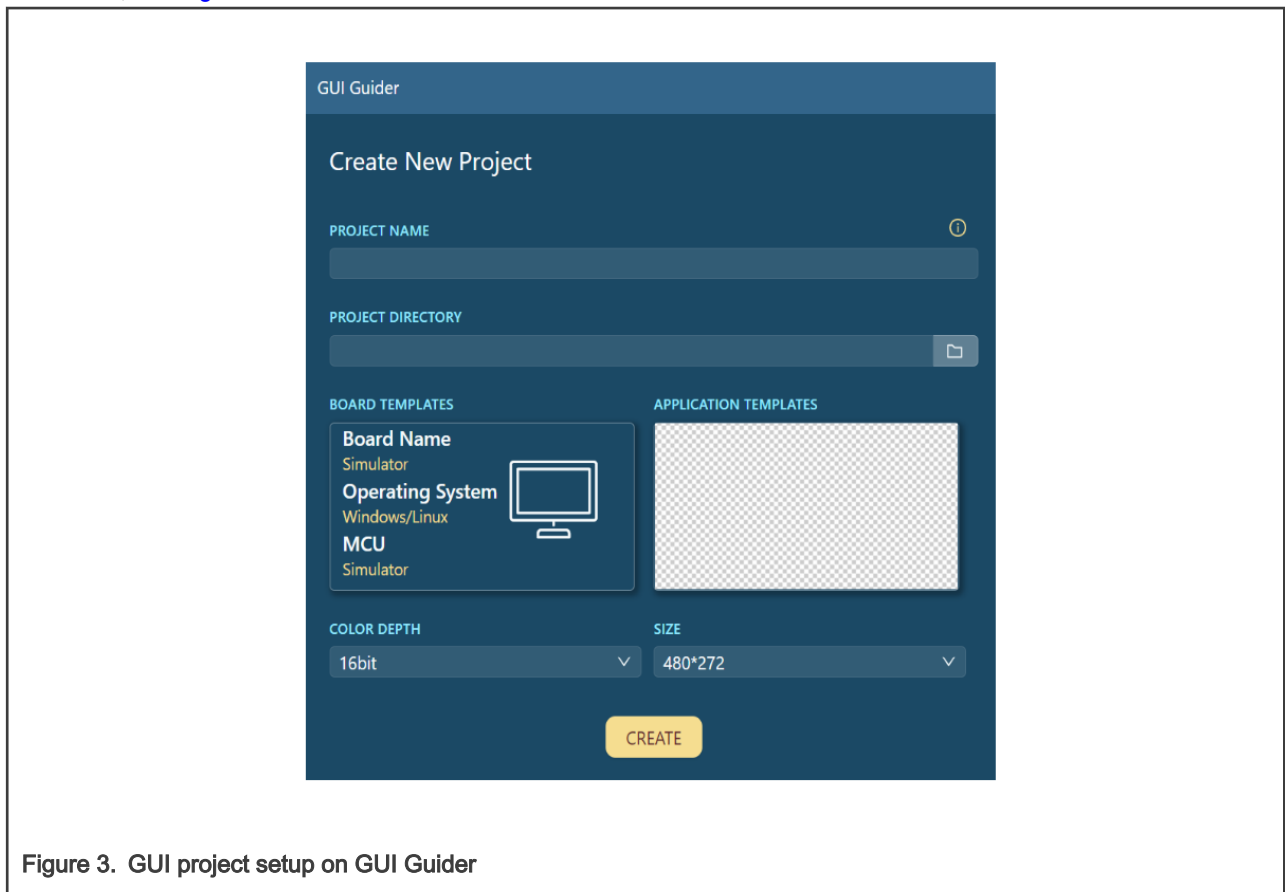 GUI Guider
Create New Project
PROJECT NAME
PROJECT DIRECTORY
BOARD TEMPLATES
APPLICATION TEMPLATES
Board Name
Simulator
Operating System
Windows/Linux
MCU
Simulator
COLOR DEPTH
SIZE
16bit
480*272
CREATE
Figure 3. GUI project setup on GUI Guider